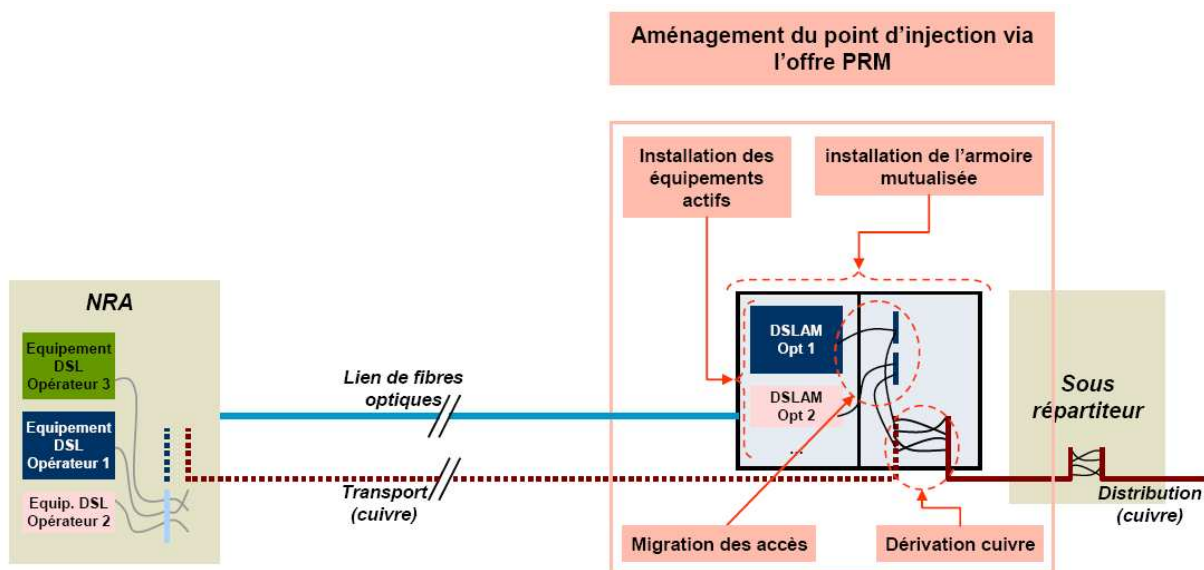 Aménagement du point d'injection via
l'offre PRM
Installation des
équipements
actifs
installation de l'armoire
mutualisée
NRA
Equipement
DSL
Opérateur 3
Equipement
DSL
Opérateur 1
Equip. DSL
Opérateur 2
Lien de fibres
optiques
Transport
(cuivre)
DSLAM
Opt 1
DSLAM
Opt 2
...
Sous
répartiteur
Distribution
(cuivre)
Migration des accès
Dérivation cuivre